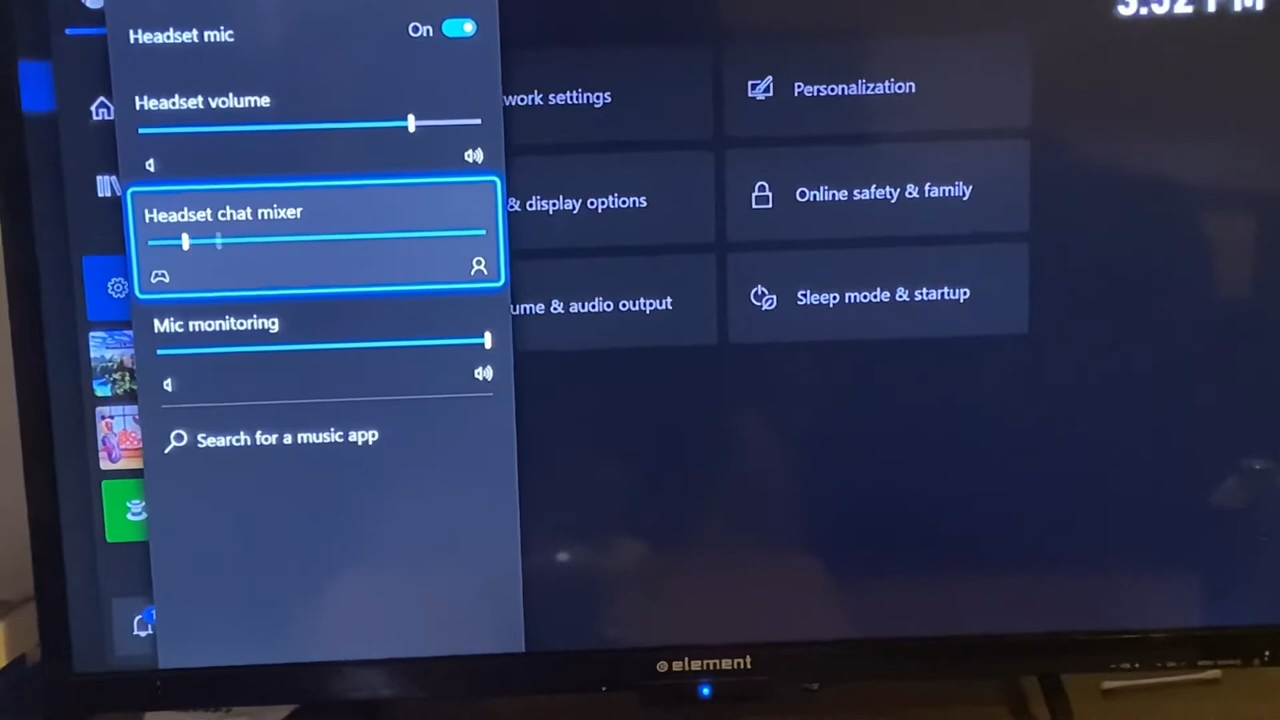 Headset mic
On
Headset volume
Headset chat mixer
Mic monitoring
Search for a music app
work settings
Personalization
& display options
Online safety & family
ume & audio output
Sleep mode & startup
element